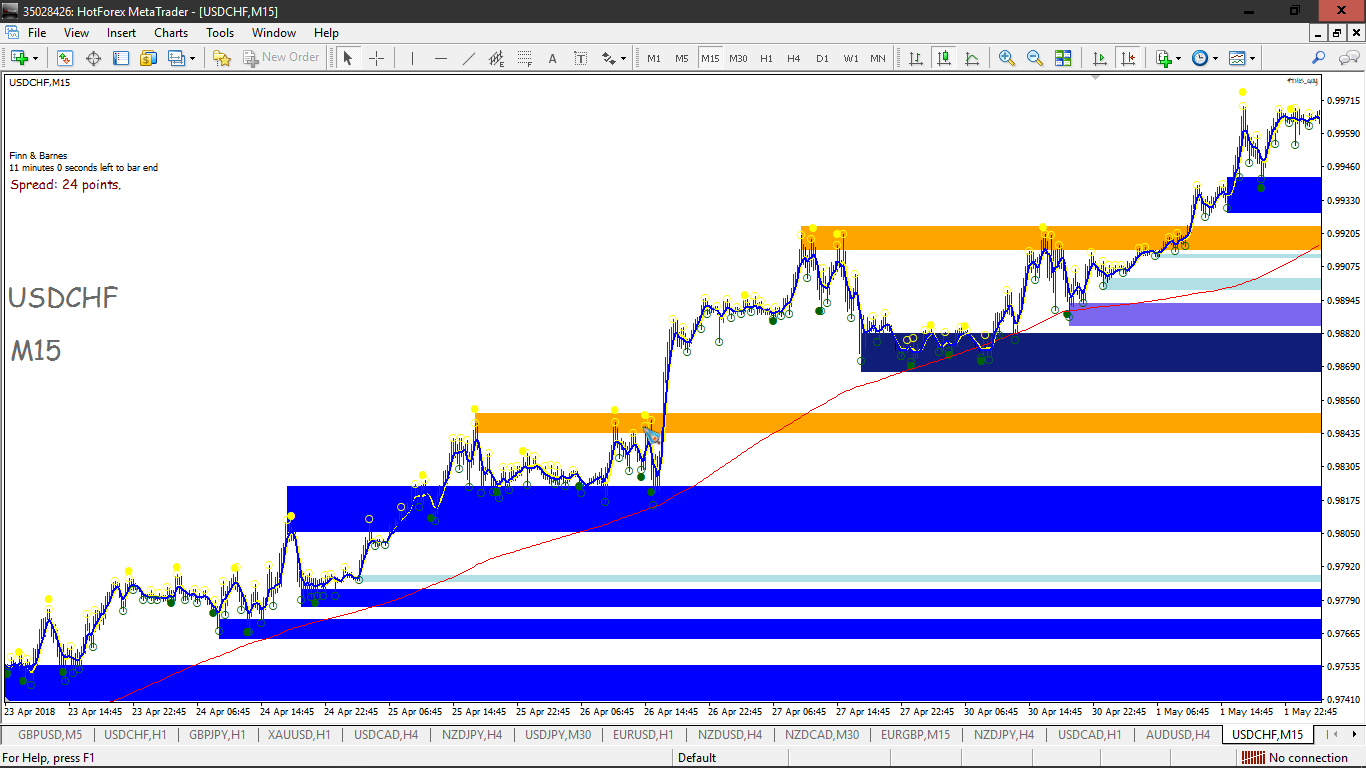 35028426: HotForex MetaTrader - [USDCHF,M15]
File View Insert Charts Tools Window Help
New Order A T M1 M5 M15 M30 H1 H4 D1 W1 MN
USDCHF,M15
Finn & Barnes
11 minutes 0 seconds left to bar end
Spread: 24 points.
USDCHF
M15
0.99715
0.99590
0.99460
0.99330
0.99205
0.99075
0.98945
0.98820
0.98690
0.98560
0.98435
0.98305
0.98175
0.98050
0.97920
0.97790
0.97665
0.97535
0.97410
23 Apr 2018 23 Apr 14:45 23 Apr 22:45 24 Apr 06:45 24 Apr 14:45 24 Apr 22:45 25 Apr 06:45 25 Apr 14:45 25 Apr 22:45 26 Apr 06:45 26 Apr 14:45 26 Apr 22:45 27 Apr 06:45 27 Apr 14:45 27 Apr 22:45 30 Apr 06:45 30 Apr 14:45 30 Apr 22:45 1 May 06:45 1 May 14:45 1 May 22:45
GBPUSD,M5 USDCHF,H1 GBPJPY,H1 XAUUSD,H1 USDCAD,H4 NZDJPY,H4 USDJPY,M30 EURUSD,H1 NZDUSD,H4 NZDCAD,M30 EURGBP,M15 NZDJPY,H4 USDCAD,H1 AUDUSD,H4 USDCHF,M15
For Help, press F1 Default No connection